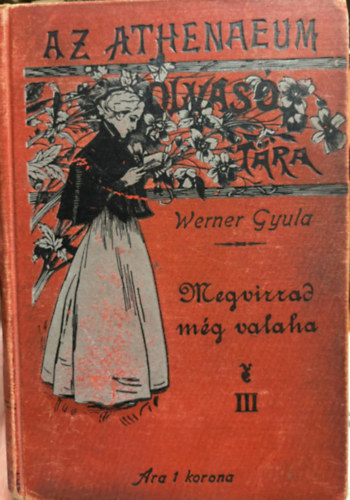 AZ ATHENAEUM
OLVASÓ
TÁRA
Werner Gyula
Megvirrad
még valaha
III
Ára 1 korona